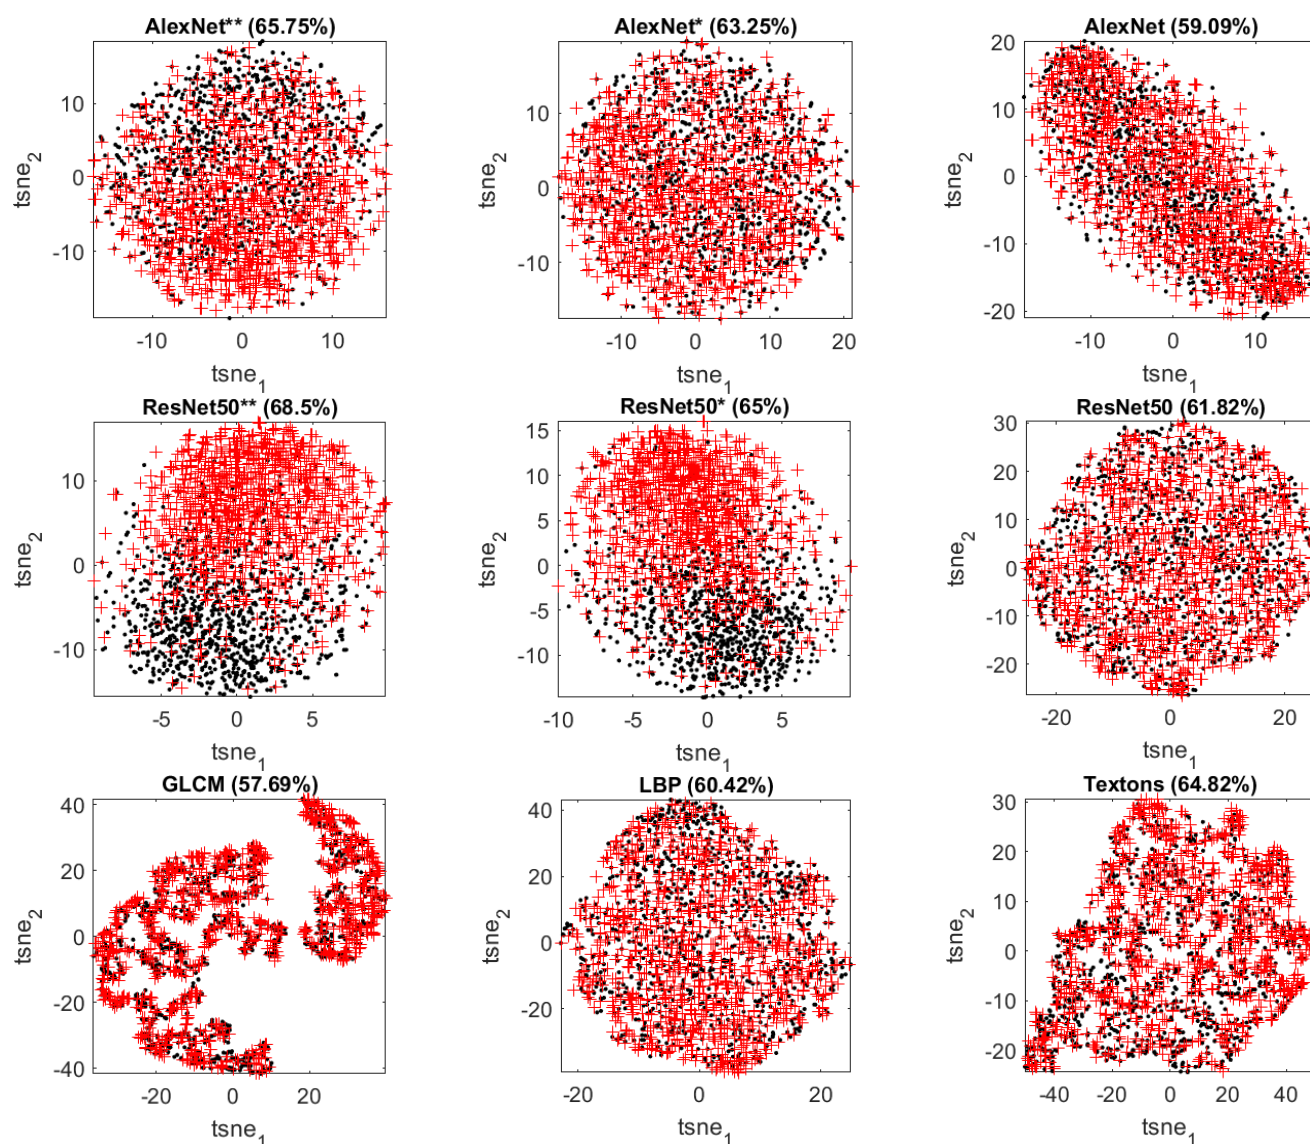 AlexNet** (65.75%) AlexNet* (63.25%) AlexNet (59.09%)
10
0
-10
tsne2
-10 0 10
tsne1
10
0
-10
tsne2
-10 0 10 20
tsne1
20
10
0
-10
-20
tsne2
-10 0 10
tsne1
ResNet50** (68.5%) ResNet50* (65%) ResNet50 (61.82%)
10
0
-10
tsne2
-5 0 5
tsne1
15
10
5
0
-5
-10
tsne2
-10 -5 0 5
tsne1
30
20
10
0
-10
-20
tsne2
-20 0 20
tsne1
GLCM (57.69%) LBP (60.42%) Textons (64.82%)
40
20
0
-20
-40
tsne2
-20 0 20
tsne1
40
20
0
-20
tsne2
-20 0 20
tsne1
30
20
10
0
-10
-20
tsne2
-40 -20 0 20 40
tsne1